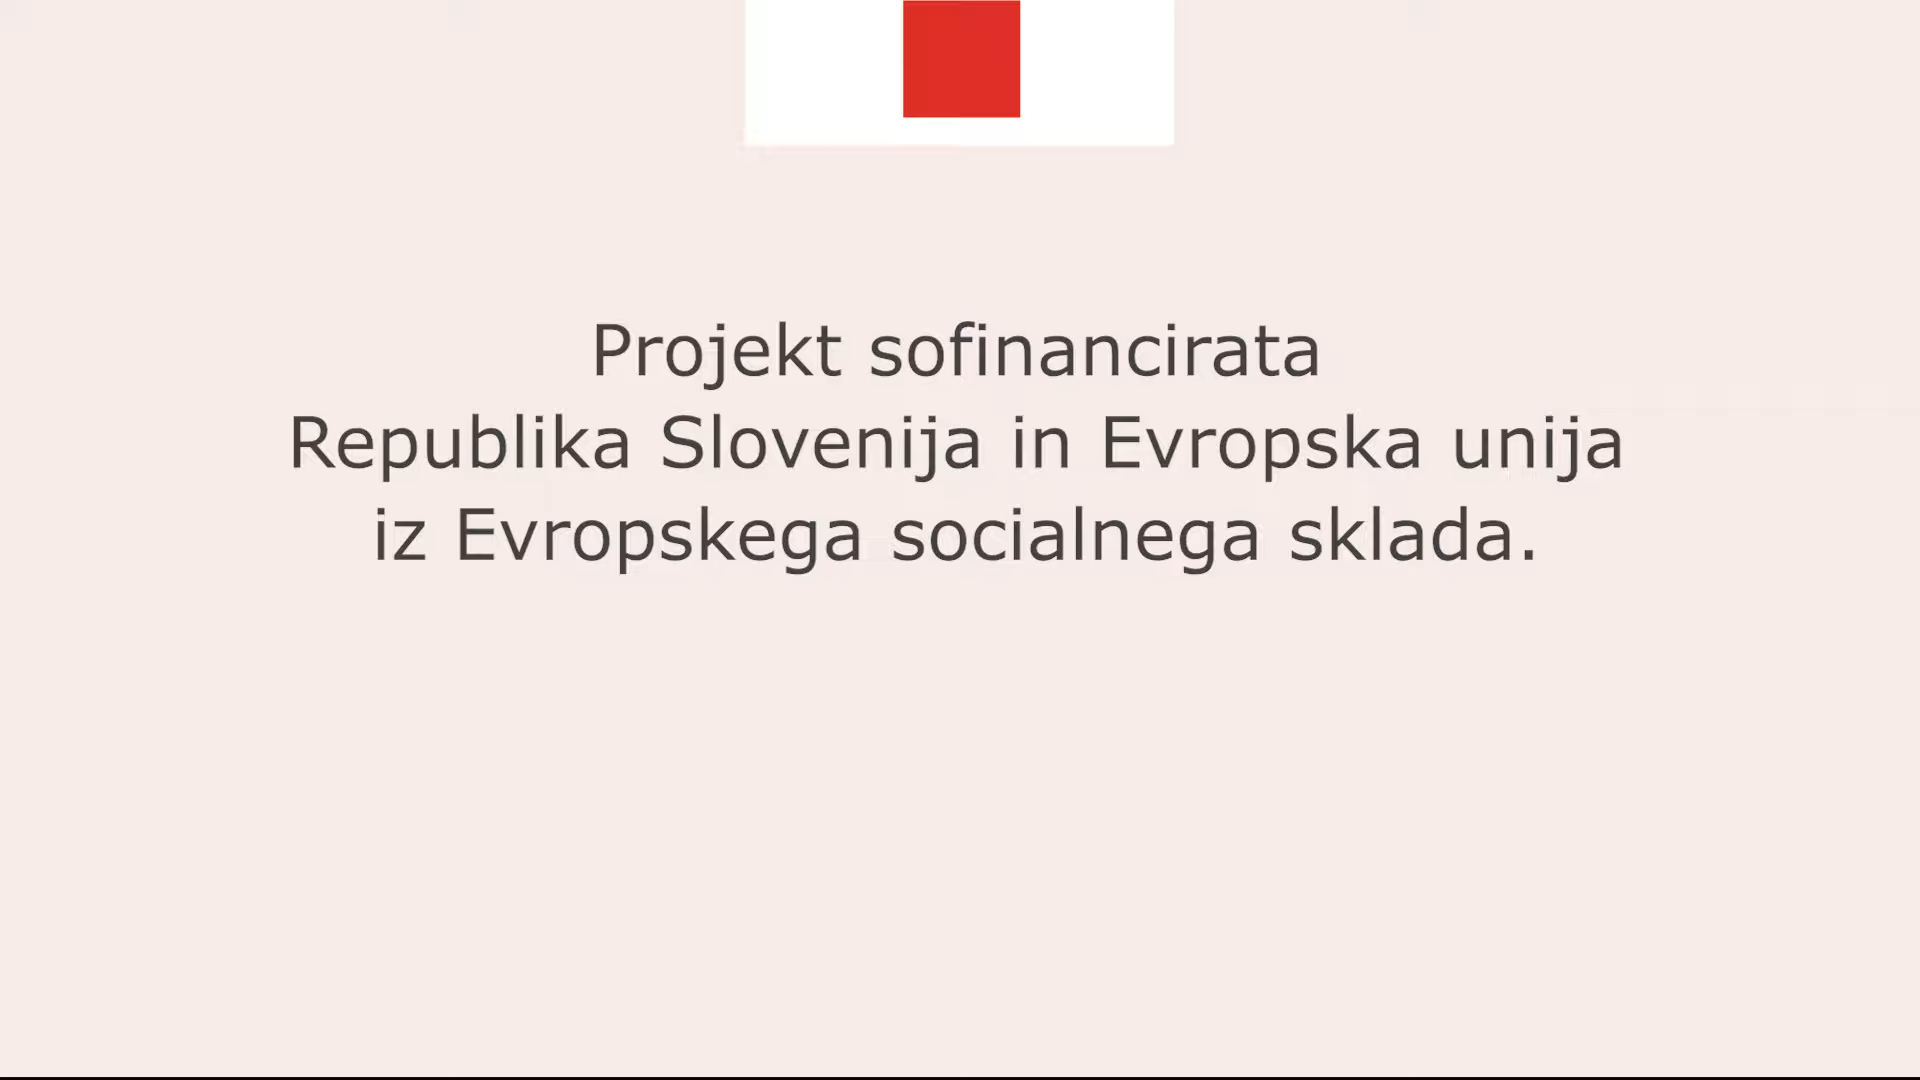 Projekt sofinancirata
Republika Slovenija in Evropska unija
iz Evropskega socialnega sklada.